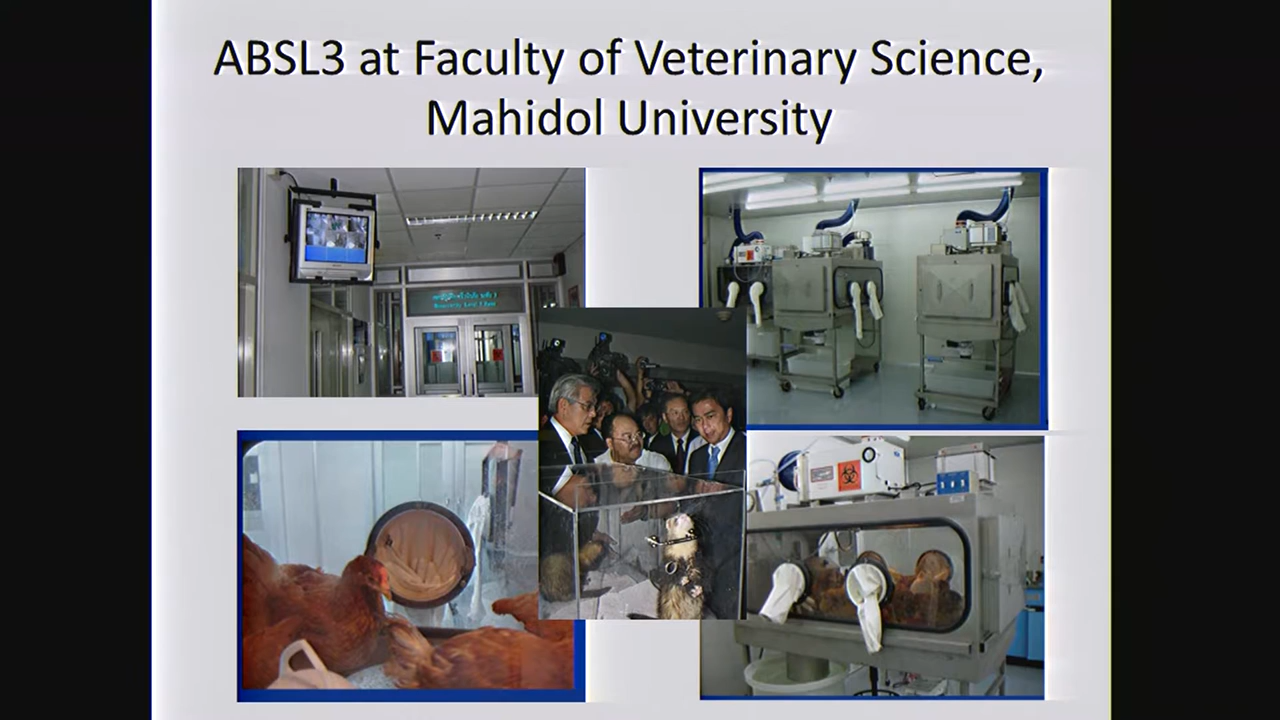 ABSL3 at Faculty of Veterinary Science,
Mahidol University